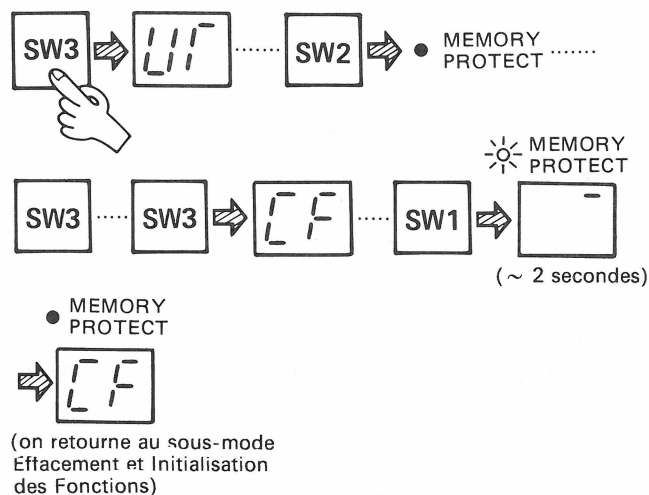 SW3 ...... SW2 ● MEMORY PROTECT ......
MEMORY
PROTECT
SW3 ..... SW3 CF .... SW1
(~ 2 secondes)
● MEMORY
PROTECT
CF
(on retourne au sous-mode
Effacement et Initialisation
des Fonctions)